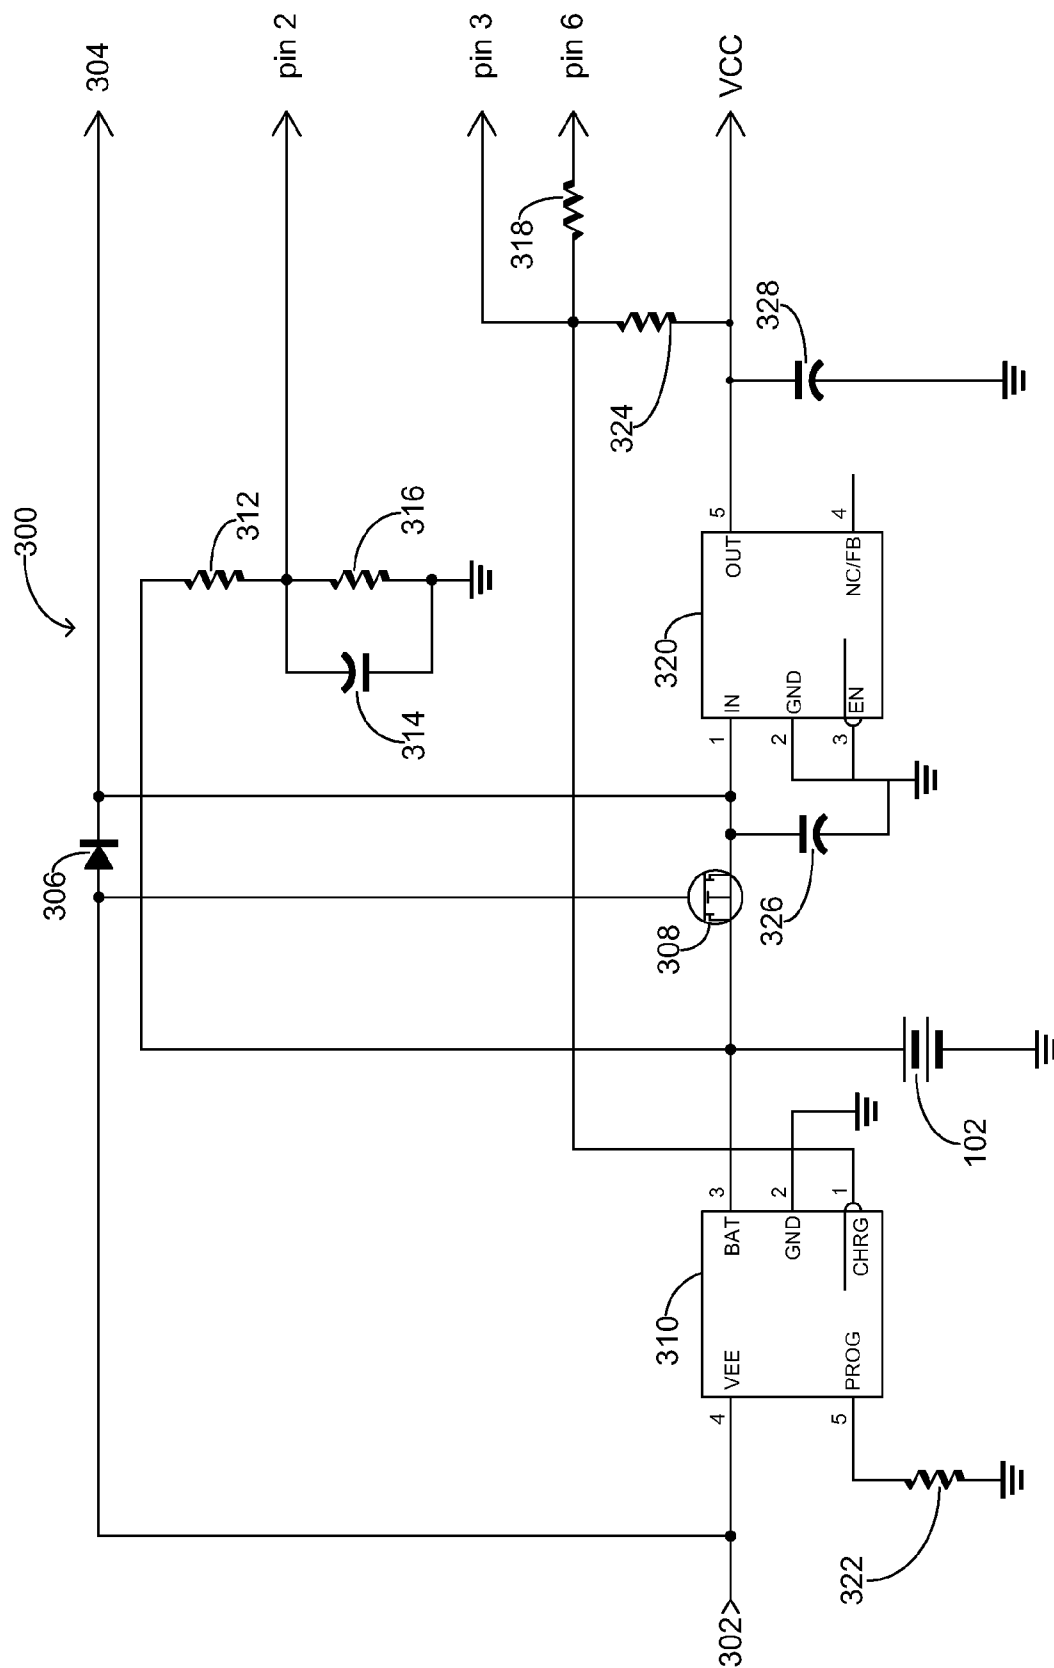 300
304
306
312
pin 2
314
316
pin 3
318
pin 6
324
302>
310
4
VEE
BAT
3
GND
2
CHRG
1
PROG
5
322
102
308
326
320
1
IN
OUT
5
2
GND
3
EN
NC/FB
4
328
VCC